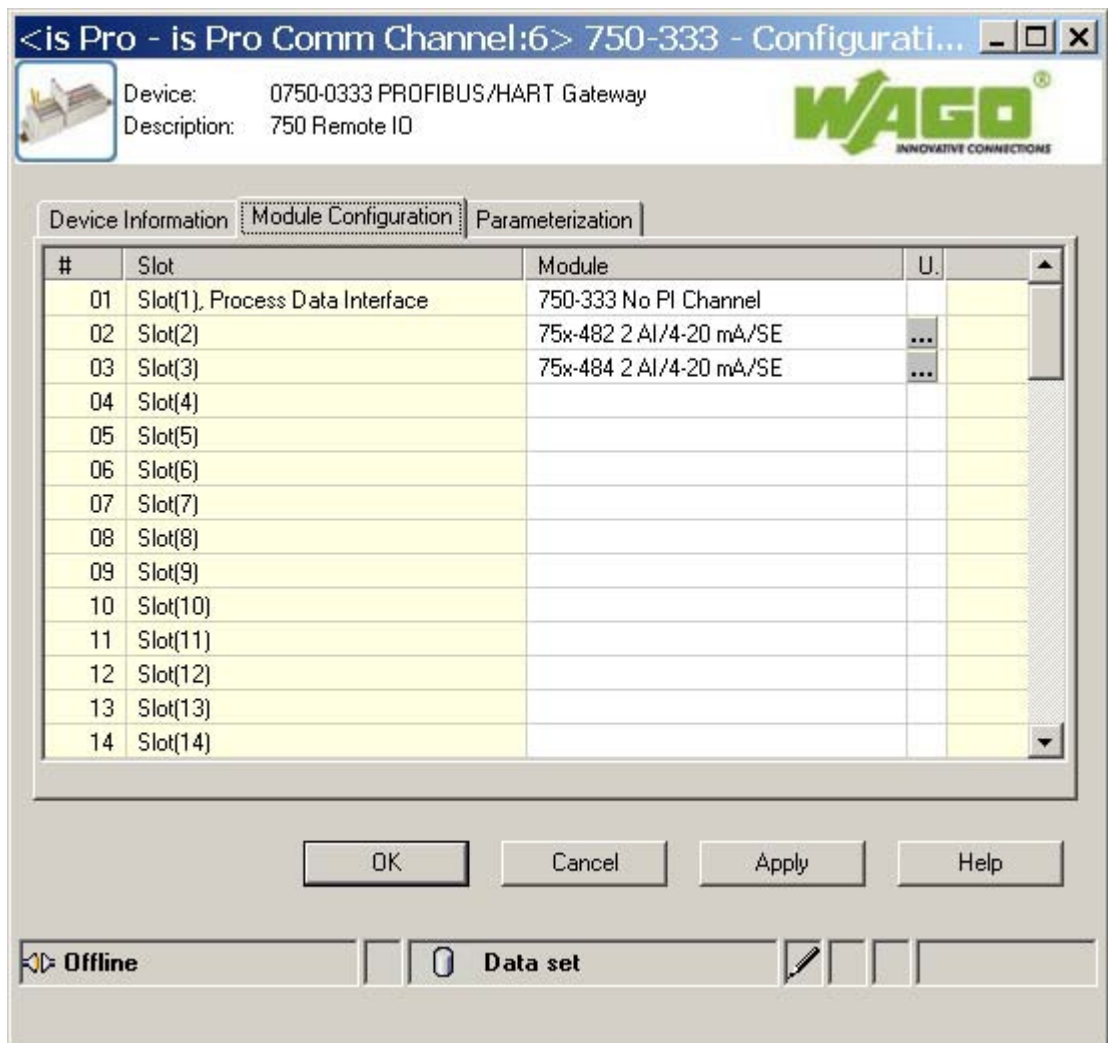 <is Pro - is Pro Comm Channel:6> 750-333 - Configurati...
Device: 0750-0333 PROFIBUS/HART Gateway
Description: 750 Remote IO
WAGO
®
INNOVATIVE CONNECTIONS
Device Information Module Configuration Parameterization
# Slot Module U.
01 Slot(1), Process Data Interface 750-333 No PI Channel
02 Slot(2) 75x-482 2 AI/4-20 mA/SE ...
03 Slot(3) 75x-484 2 AI/4-20 mA/SE ...
04 Slot(4)
05 Slot(5)
06 Slot(6)
07 Slot(7)
08 Slot(8)
09 Slot(9)
10 Slot(10)
11 Slot(11)
12 Slot(12)
13 Slot(13)
14 Slot(14)
OK Cancel Apply Help
Offline Data set